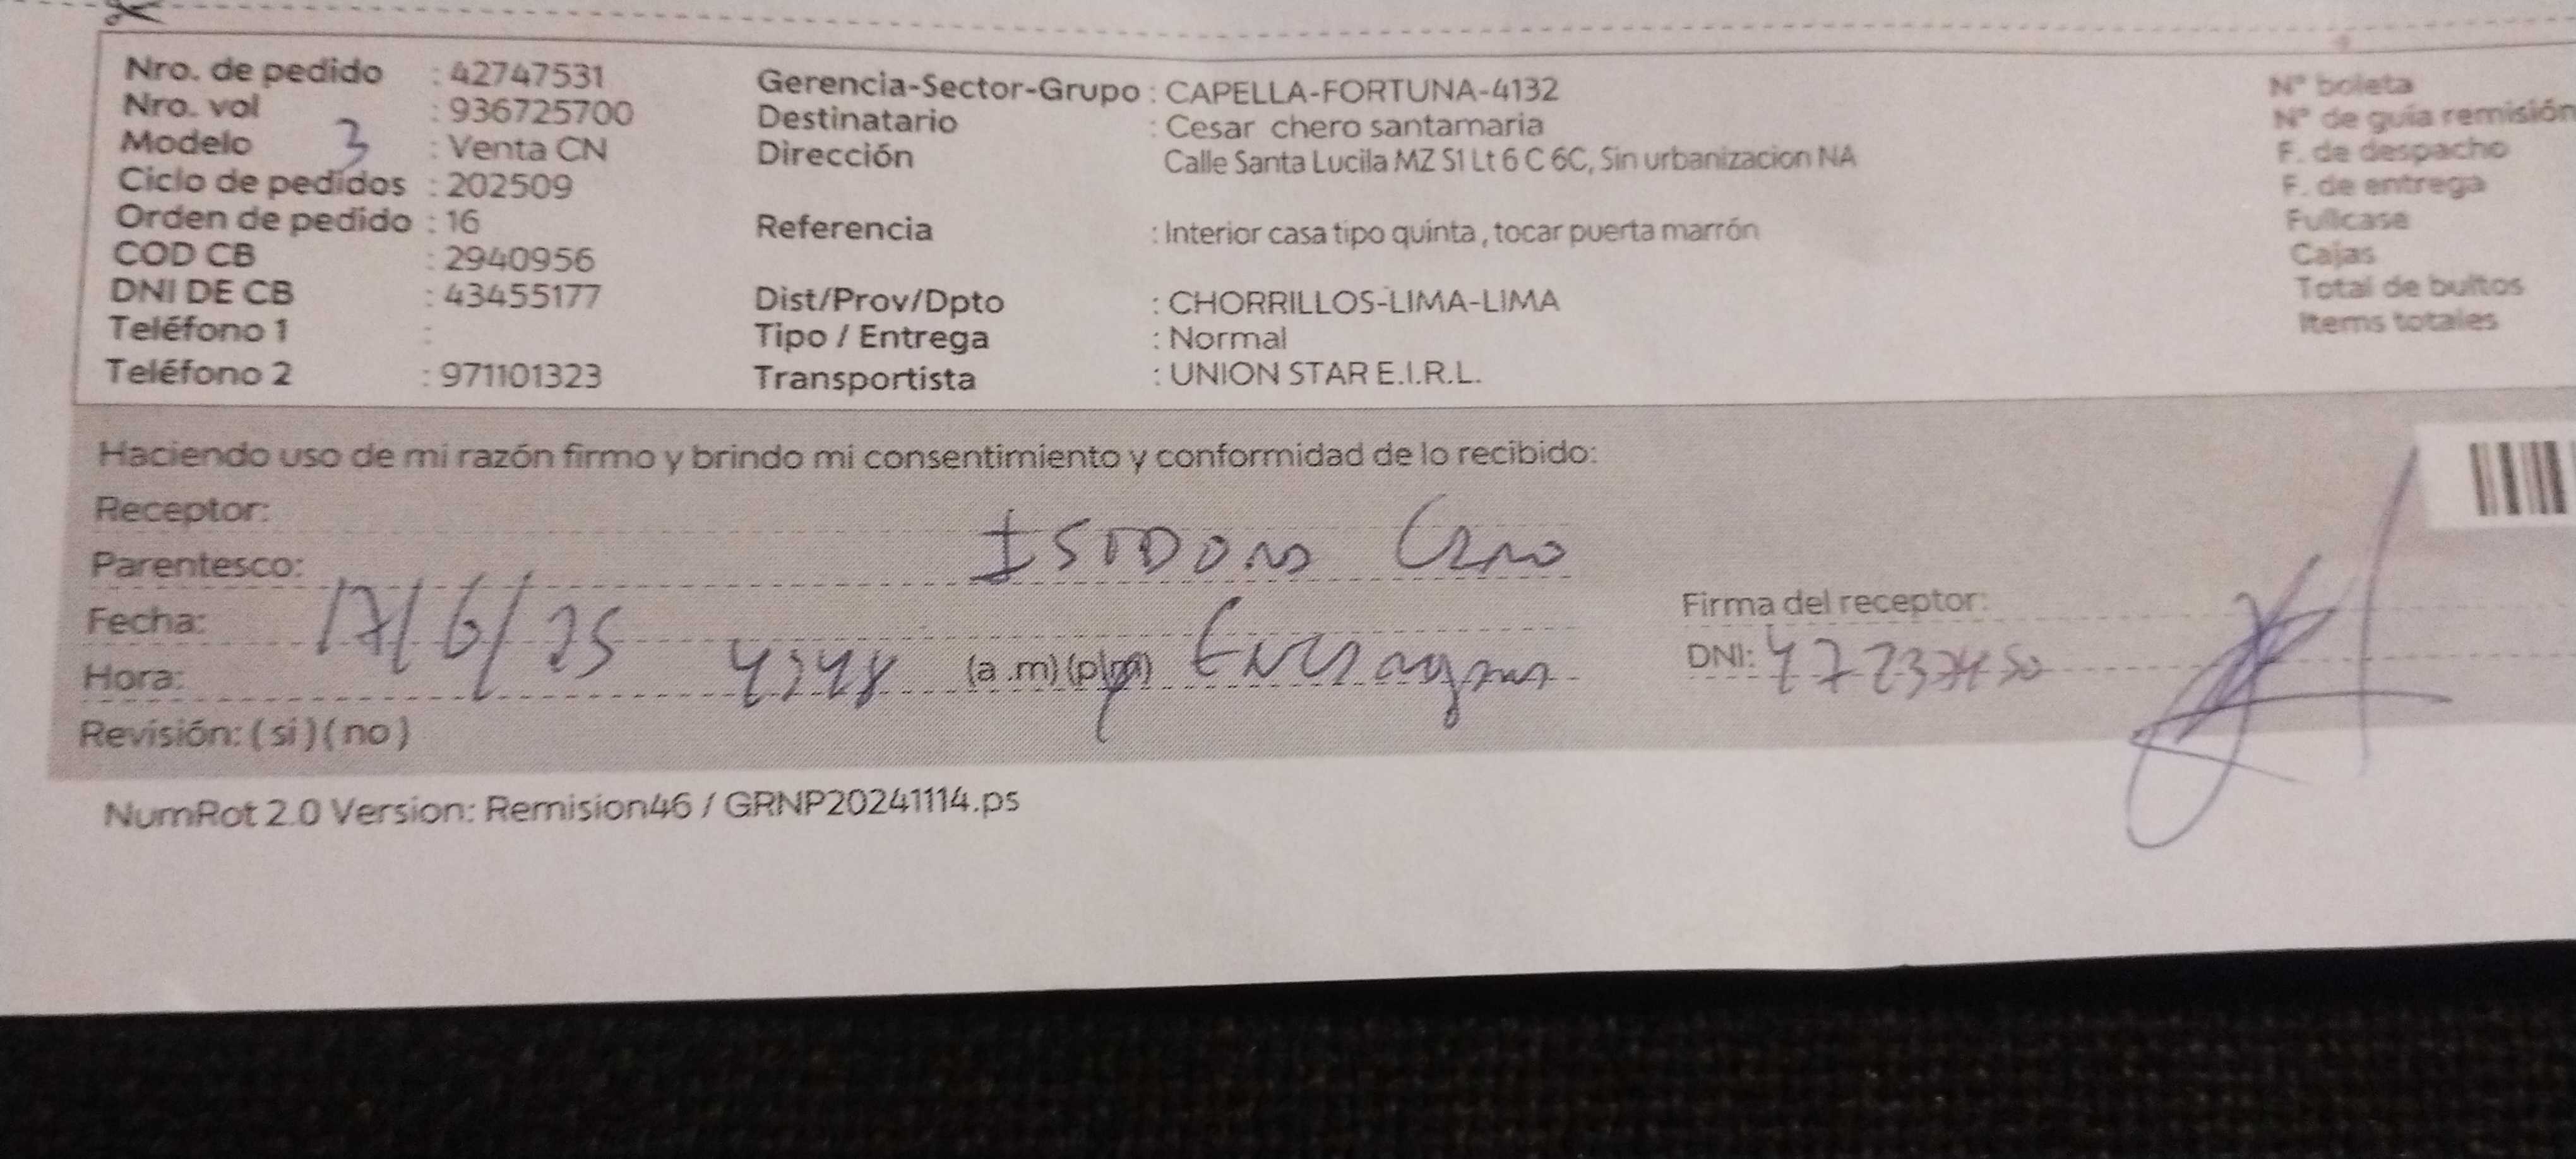 Nro. de pedido : 42747531
Nro. vol : 936725700
Modelo 3 : Venta CN
Ciclo de pedidos : 202509
Orden de pedido : 16
COD CB : 2940956
DNI DE CB : 43455177
Teléfono 1 :
Teléfono 2 : 971101323
Gerencia-Sector-Grupo : CAPELLA-FORTUNA-4132
Destinatario : Cesar chero santamaria
Dirección Calle Santa Lucila MZ S1 Lt 6 C 6C, Sin urbanizacion NA
Referencia : Interior casa tipo quinta , tocar puerta marrón
Dist/Prov/Dpto : CHORRILLOS-LIMA-LIMA
Tipo / Entrega : Normal
Transportista : UNION STAR E.I.R.L.
N° boleta
N° de guía remisión
F. de despacho
F. de entrega
Fullcase
Cajas
Total de bultos
Items totales
Haciendo uso de mi razón firmo y brindo mi consentimiento y conformidad de lo recibido:
Receptor:
Parentesco: ISIDORO
Fecha: 17/6/25
Hora: (a .m) (p.m)
Revisión: ( si ) ( no )
Firma del receptor:
DNI:
NumRot 2.0 Version: Remision46 / GRNP20241114.ps